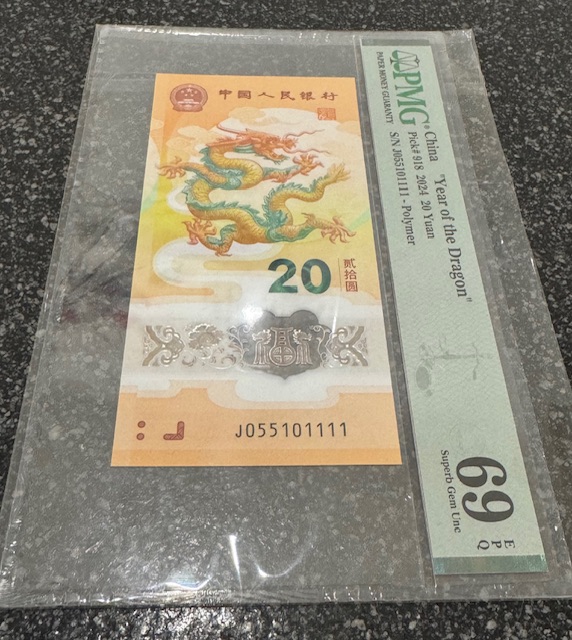 中国人民银行
20
贰拾圆
J055101111
PMG®
PAPER MONEY GUARANTY
China
"Year of the Dragon"
Pick# 918 2024 20 Yuan
S/N J055101111 - Polymer
69
EPQ
Superb Gem Unc